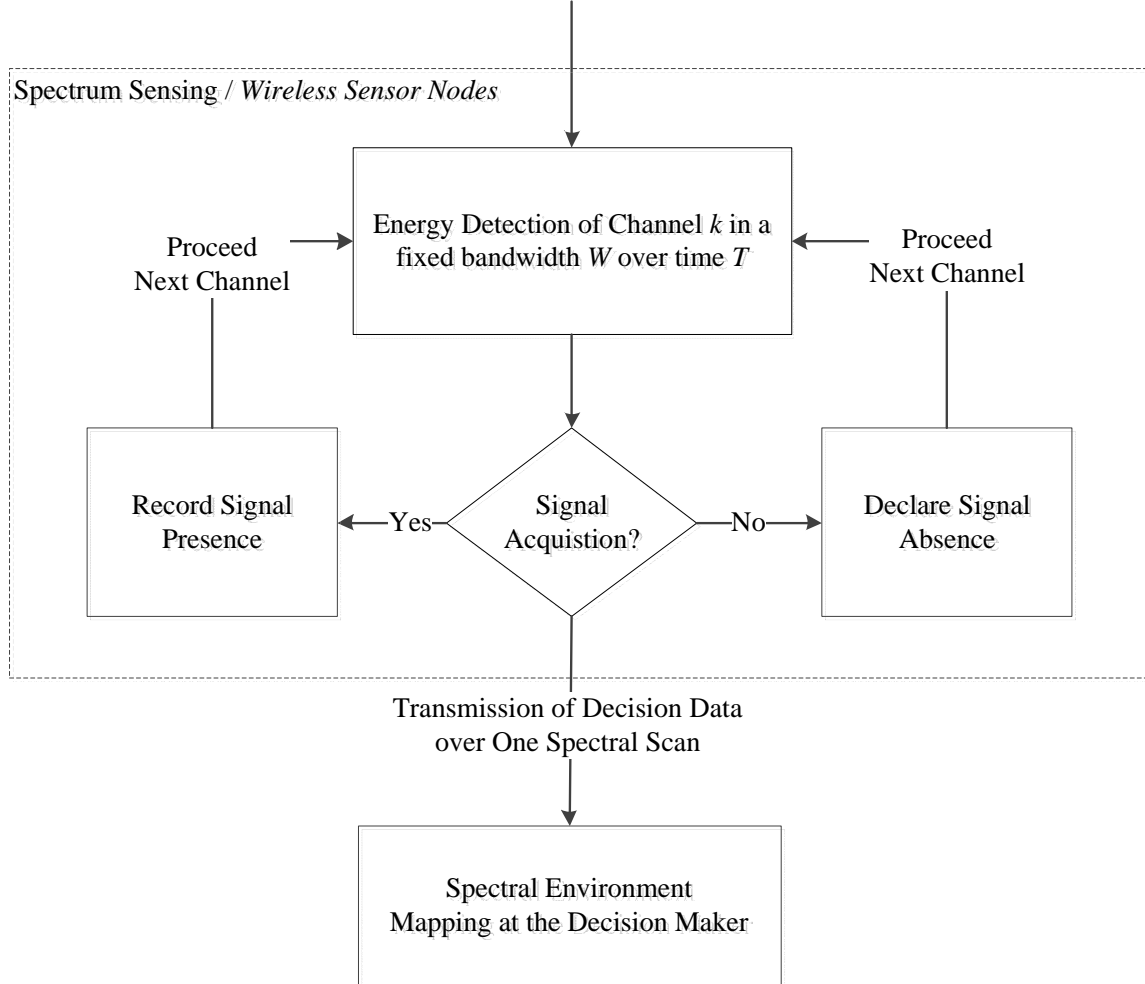 Spectrum Sensing / Wireless Sensor Nodes
Energy Detection of Channel k in a
fixed bandwidth W over time T
Proceed
Next Channel
Proceed
Next Channel
Record Signal
Presence
Yes
Signal
Acquistion?
No
Declare Signal
Absence
Transmission of Decision Data
over One Spectral Scan
Spectral Environment
Mapping at the Decision Maker